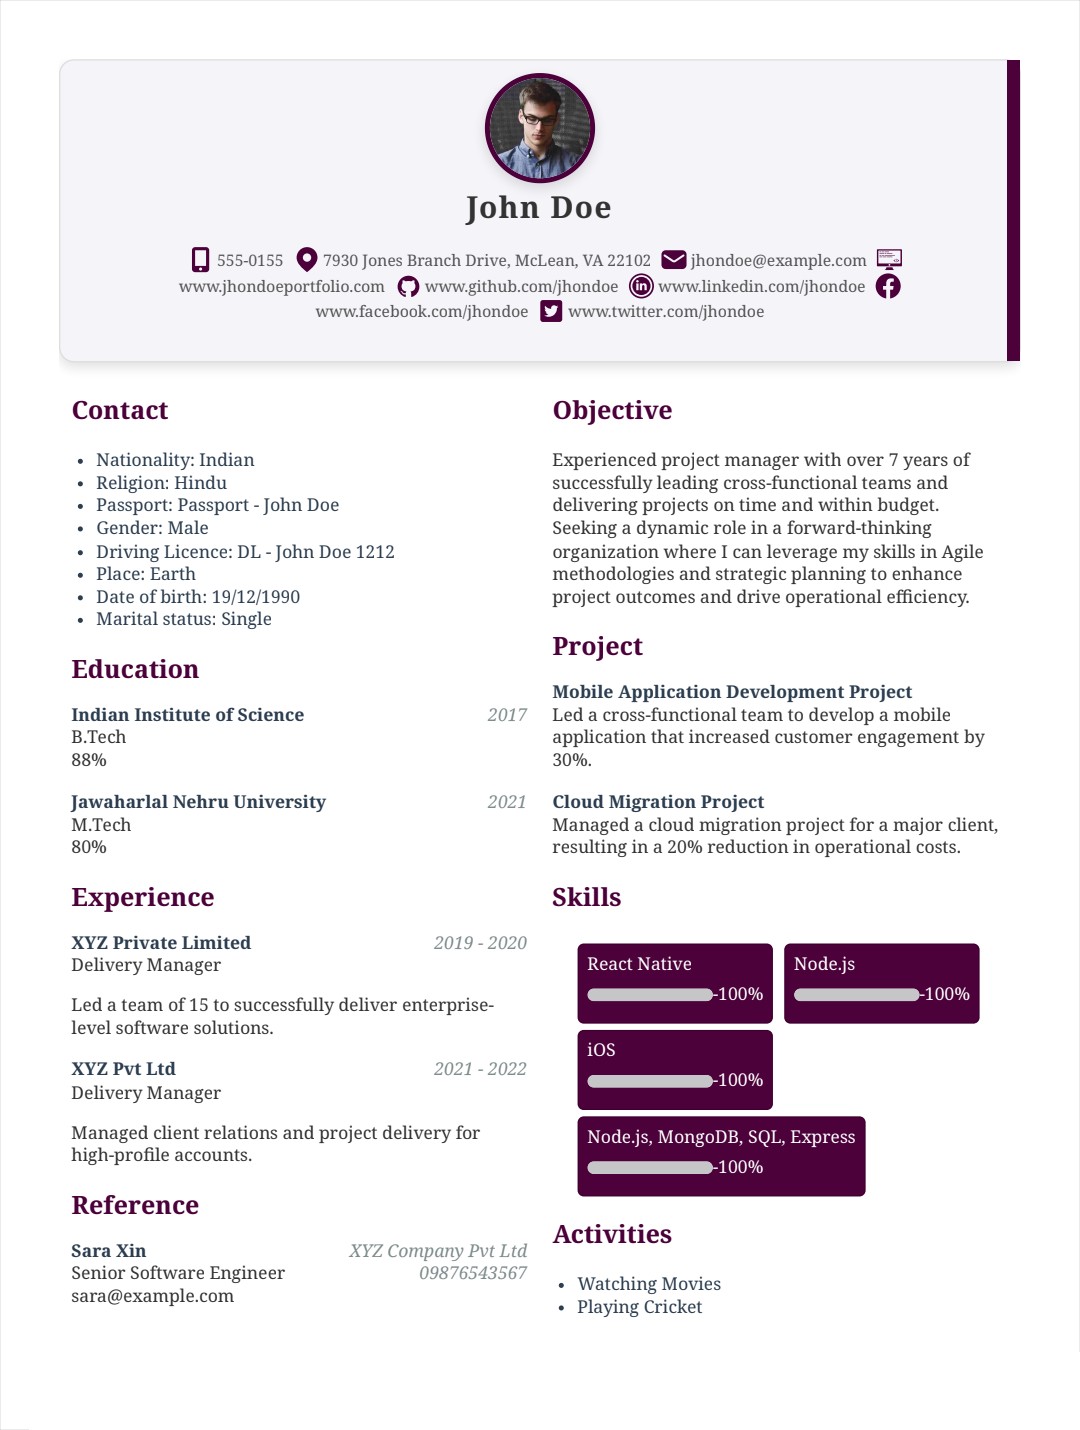 John Doe
555-0155 7930 Jones Branch Drive, McLean, VA 22102 jhondoe@example.com
www.jhondoeportfolio.com www.github.com/jhondoe www.linkedin.com/jhondoe
www.facebook.com/jhondoe www.twitter.com/jhondoe
Contact
• Nationality: Indian
• Religion: Hindu
• Passport: Passport - John Doe
• Gender: Male
• Driving Licence: DL - John Doe 1212
• Place: Earth
• Date of birth: 19/12/1990
• Marital status: Single
Education
Indian Institute of Science 2017
B.Tech
88%
Jawaharlal Nehru University 2021
M.Tech
80%
Experience
XYZ Private Limited 2019 - 2020
Delivery Manager
Led a team of 15 to successfully deliver enterprise-
level software solutions.
XYZ Pvt Ltd 2021 - 2022
Delivery Manager
Managed client relations and project delivery for
high-profile accounts.
Reference
Sara Xin XYZ Company Pvt Ltd
Senior Software Engineer 09876543567
sara@example.com
Objective
Experienced project manager with over 7 years of
successfully leading cross-functional teams and
delivering projects on time and within budget.
Seeking a dynamic role in a forward-thinking
organization where I can leverage my skills in Agile
methodologies and strategic planning to enhance
project outcomes and drive operational efficiency.
Project
Mobile Application Development Project
Led a cross-functional team to develop a mobile
application that increased customer engagement by
30%.
Cloud Migration Project
Managed a cloud migration project for a major client,
resulting in a 20% reduction in operational costs.
Skills
React Native Node.js
-100% -100%
iOS
-100%
Node.js, MongoDB, SQL, Express
-100%
Activities
• Watching Movies
• Playing Cricket